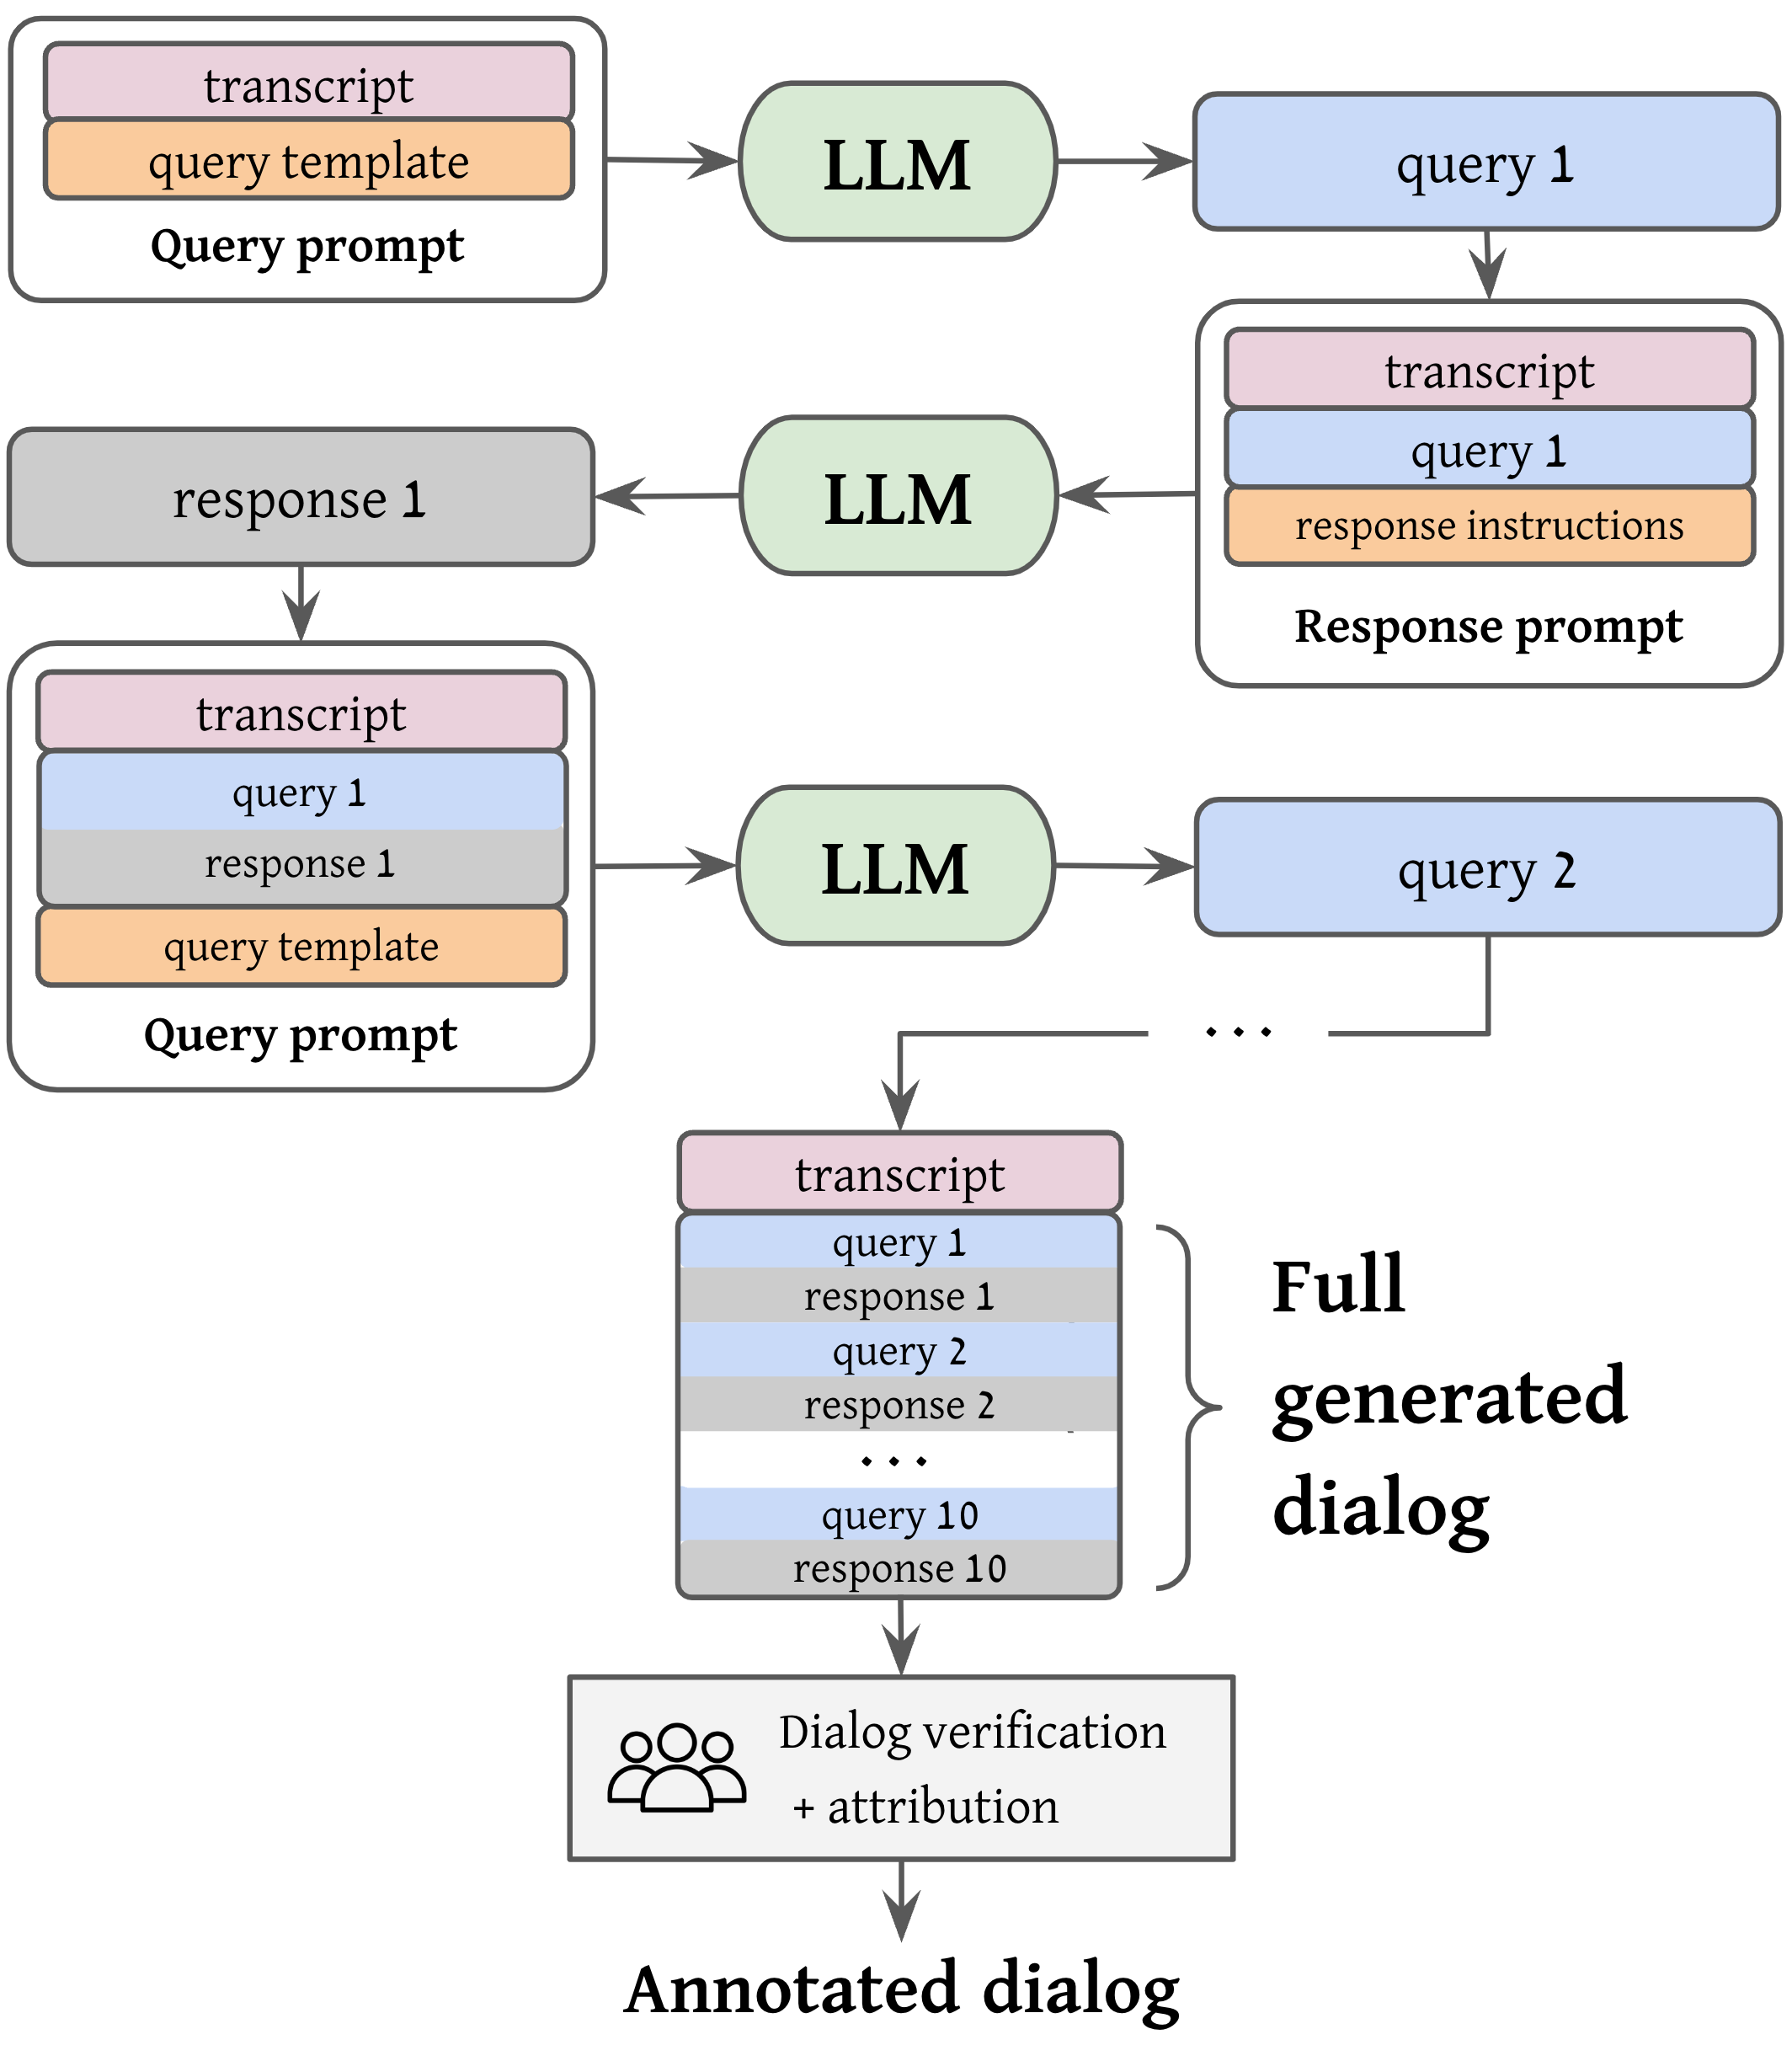 transcript
query template
Query prompt
LLM
query 1
transcript
query 1
response instructions
Response prompt
LLM
response 1
transcript
query 1
response 1
query template
Query prompt
LLM
query 2
...
transcript
query 1
response 1
query 2
response 2
...
query 10
response 10
Full
generated
dialog
Dialog verification
+ attribution
Annotated dialog